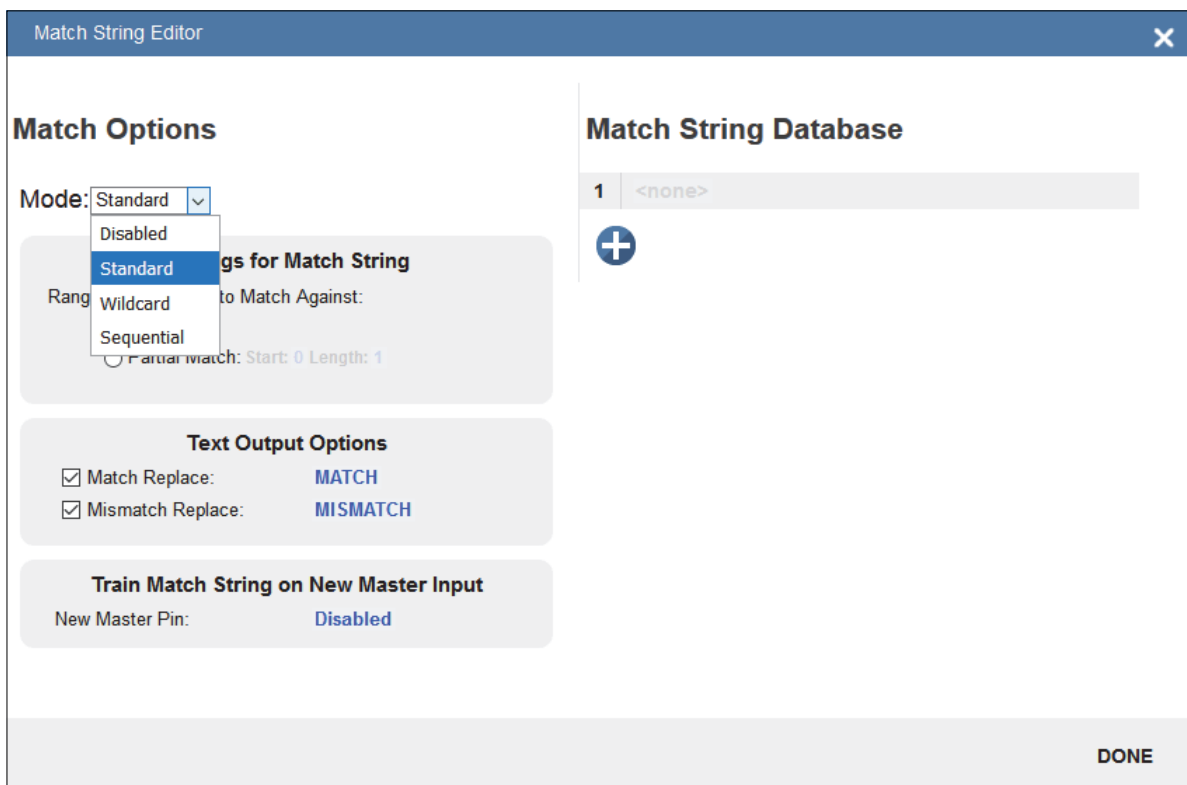 Match String Editor
Match Options
Mode: Standard
Disabled
Standard
Wildcard
Sequential
gs for Match String
Rang to Match Against:
Partial Match: Start: 0 Length: 1
Text Output Options
Match Replace: MATCH
Mismatch Replace: MISMATCH
Train Match String on New Master Input
New Master Pin: Disabled
Match String Database
1 <none>
DONE